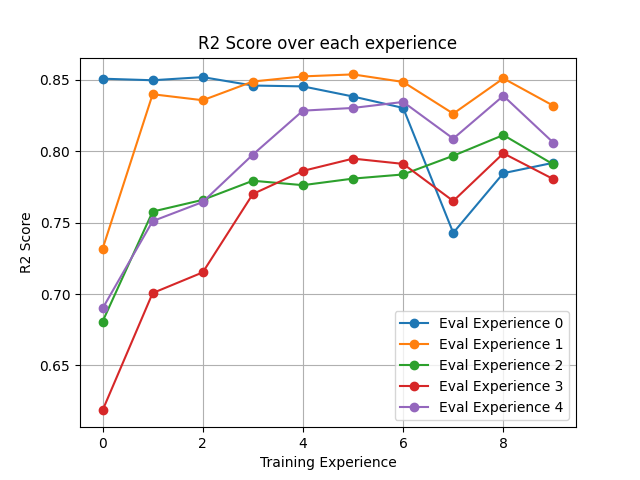 R2 Score over each experience
R2 Score
0.85
0.80
0.75
0.70
0.65
0
2
4
6
8
Training Experience
Eval Experience 0
Eval Experience 1
Eval Experience 2
Eval Experience 3
Eval Experience 4